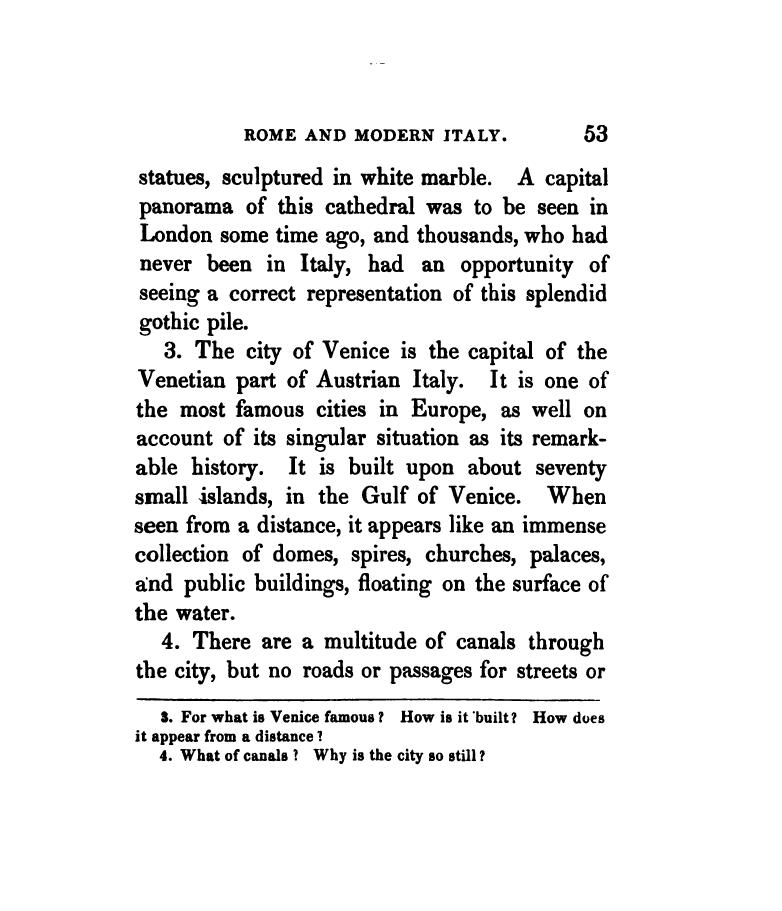 ROME AND MODERN ITALY. 53
statues, sculptured in white marble. A capital
panorama of this cathedral was to be seen in
London some time ago, and thousands, who had
never been in Italy, had an opportunity of
seeing a correct representation of this splendid
gothic pile.
3. The city of Venice is the capital of the
Venetian part of Austrian Italy. It is one of
the most famous cities in Europe, as well on
account of its singular situation as its remark-
able history. It is built upon about seventy
small islands, in the Gulf of Venice. When
seen from a distance, it appears like an immense
collection of domes, spires, churches, palaces,
and public buildings, floating on the surface of
the water.
4. There are a multitude of canals through
the city, but no roads or passages for streets or
3. For what is Venice famous? How is it built? How does
it appear from a distance?
4. What of canals? Why is the city so still?